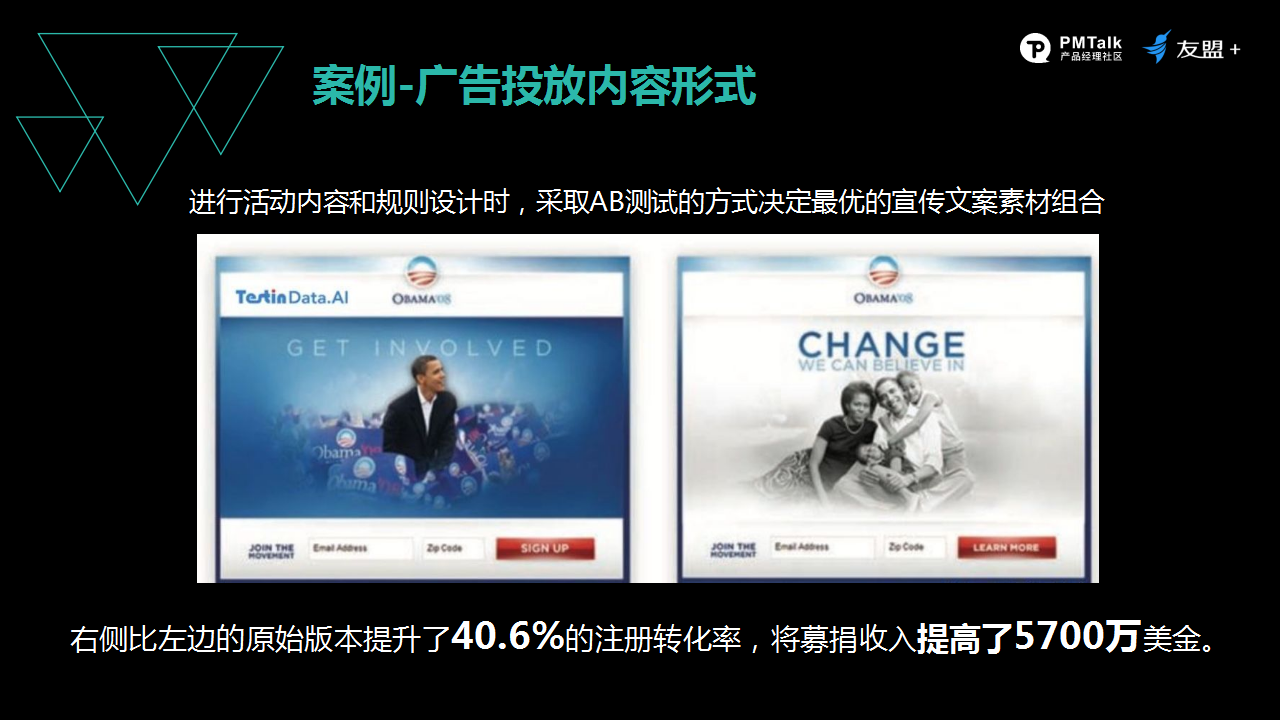 PMTalk
产品经理社区
友盟+
案例-广告投放内容形式
进行活动内容和规则设计时，采取AB测试的方式决定最优的宣传文案素材组合
Testin Data.AI
OBAMA'08
GET INVOLVED
Obama
Obama
JOIN THE
MOVEMENT
Email Address
Zip Code
SIGN UP
OBAMA'08
CHANGE
WE CAN BELIEVE IN
JOIN THE
MOVEMENT
Email Address
Zip Code
LEARN MORE
右侧比左边的原始版本提升了40.6%的注册转化率，将募捐收入提高了5700万美金。